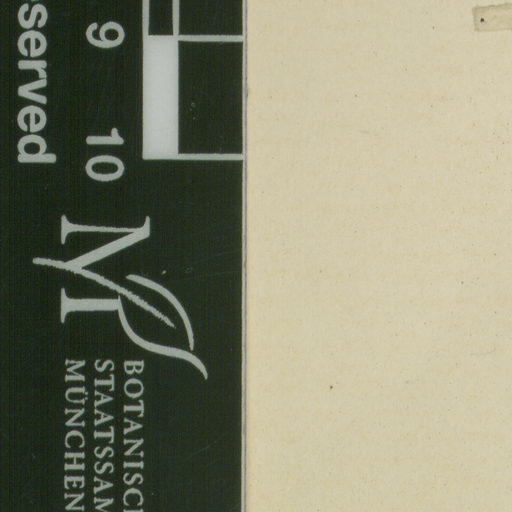 served
9 10
BOTANISC
STAATSSAM
MÜNCHEN